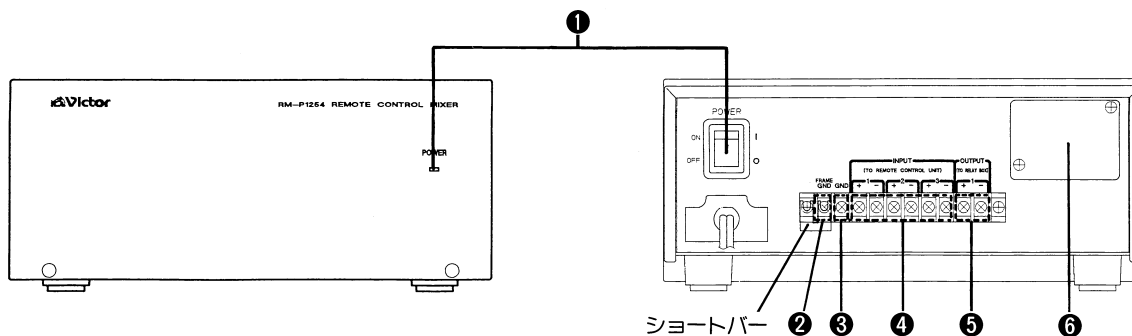 ❶
Victor
RM-P1254 REMOTE CONTROL MIXER
POWER
POWER
ON
I
OFF
O
INPUT
OUTPUT
(TO REMOTE CONTROL UNIT)
(TO RELAY BOX)
FRAME
GND
GND
1
2
3
1
+ −
+ −
+ −
+ −
ショートバー
❷
❸
❹
❺
❻